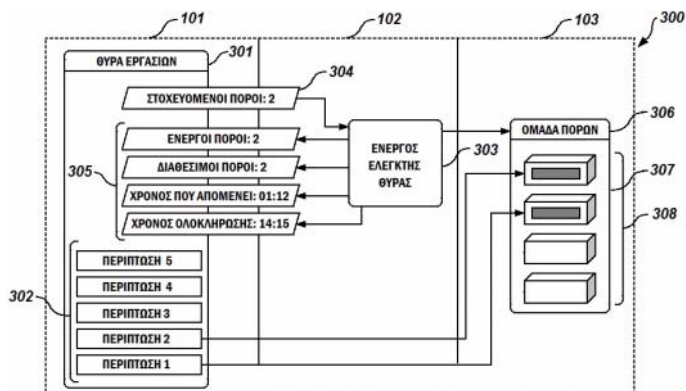 101
102
103
300
301
ΘΥΡΑ ΕΡΓΑΣΙΩΝ
304
ΣΤΟΧΕΥΟΜΕΝΟΙ ΠΟΡΟΙ: 2
305
ΕΝΕΡΓΟΙ ΠΟΡΟΙ: 2
ΔΙΑΘΕΣΙΜΟΙ ΠΟΡΟΙ: 2
ΧΡΟΝΟΣ ΠΟΥ ΑΠΟΜΕΝΕΙ: 01:12
ΧΡΟΝΟΣ ΟΛΟΚΛΗΡΩΣΗΣ: 14:15
ΕΝΕΡΓΟΣ
ΕΛΕΓΚΤΗΣ
ΘΥΡΑΣ
303
ΟΜΑΔΑ ΠΟΡΩΝ
306
307
308
302
ΠΕΡΙΠΤΩΣΗ 5
ΠΕΡΙΠΤΩΣΗ 4
ΠΕΡΙΠΤΩΣΗ 3
ΠΕΡΙΠΤΩΣΗ 2
ΠΕΡΙΠΤΩΣΗ 1